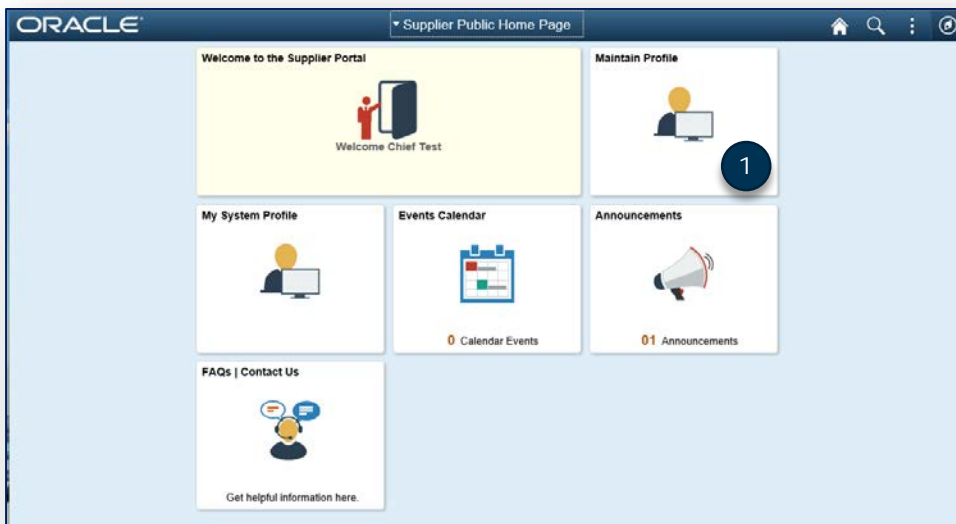 ORACLE
Supplier Public Home Page
Welcome to the Supplier Portal
Welcome Chief Test
Maintain Profile
1
My System Profile
Events Calendar
0 Calendar Events
Announcements
01 Announcements
FAQs | Contact Us
Get helpful information here.